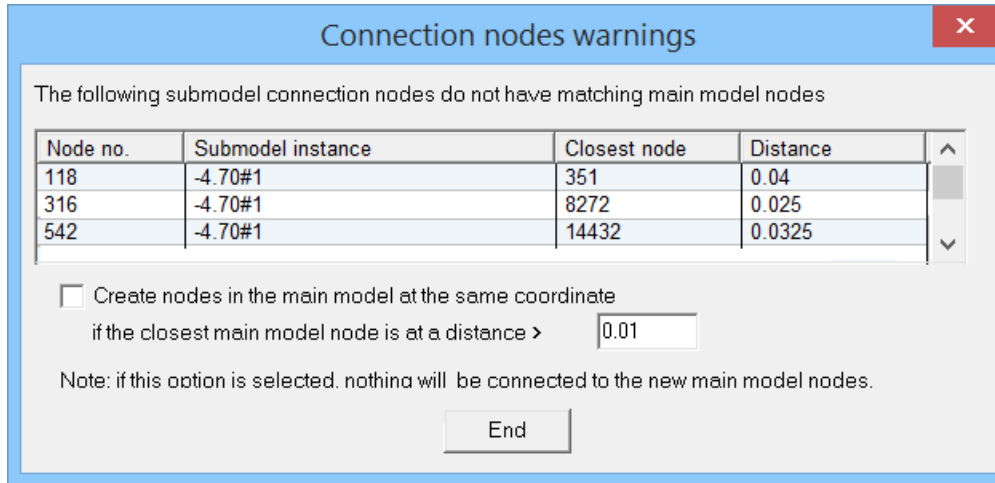 Connection nodes warnings
The following submodel connection nodes do not have matching main model nodes
Node no. Submodel instance Closest node Distance
118 -4.70#1 351 0.04
316 -4.70#1 8272 0.025
542 -4.70#1 14432 0.0325
Create nodes in the main model at the same coordinate
if the closest main model node is at a distance > 0.01
Note: if this option is selected, nothing will be connected to the new main model nodes.
End